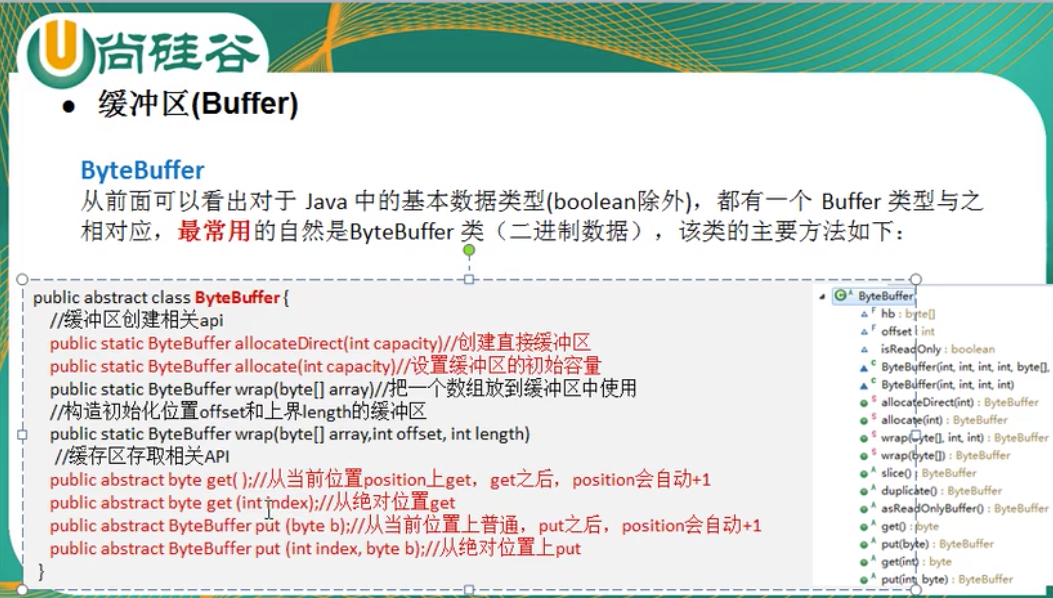 尚硅谷
• 缓冲区(Buffer)
ByteBuffer
从前面可以看出对于 Java 中的基本数据类型(boolean除外)，都有一个 Buffer 类型与之
相对应，最常用的自然是ByteBuffer 类（二进制数据），该类的主要方法如下：
public abstract class ByteBuffer {
//缓冲区创建相关api
public static ByteBuffer allocateDirect(int capacity)//创建直接缓冲区
public static ByteBuffer allocate(int capacity)//设置缓冲区的初始容量
public static ByteBuffer wrap(byte[] array)//把一个数组放到缓冲区中使用
//构造初始化位置offset和上界length的缓冲区
public static ByteBuffer wrap(byte[] array,int offset, int length)
//缓存区存取相关API
public abstract byte get( );//从当前位置position上get，get之后，position会自动+1
public abstract byte get (int index);//从绝对位置get
public abstract ByteBuffer put (byte b);//从当前位置上普通，put之后，position会自动+1
public abstract ByteBuffer put (int index, byte b);//从绝对位置上put
}
ByteBuffer
hb : byte[]
offset : int
isReadOnly : boolean
ByteBuffer(int, int, int, int, byte[],
ByteBuffer(int, int, int, int)
allocateDirect(int) : ByteBuffer
allocate(int) : ByteBuffer
wrap(byte[], int, int) : ByteBuffer
wrap(byte[]) : ByteBuffer
slice() : ByteBuffer
duplicate() : ByteBuffer
asReadOnlyBuffer() : ByteBuffer
get() : byte
put(byte) : ByteBuffer
get(int) : byte
put(int, byte) : ByteBuffer